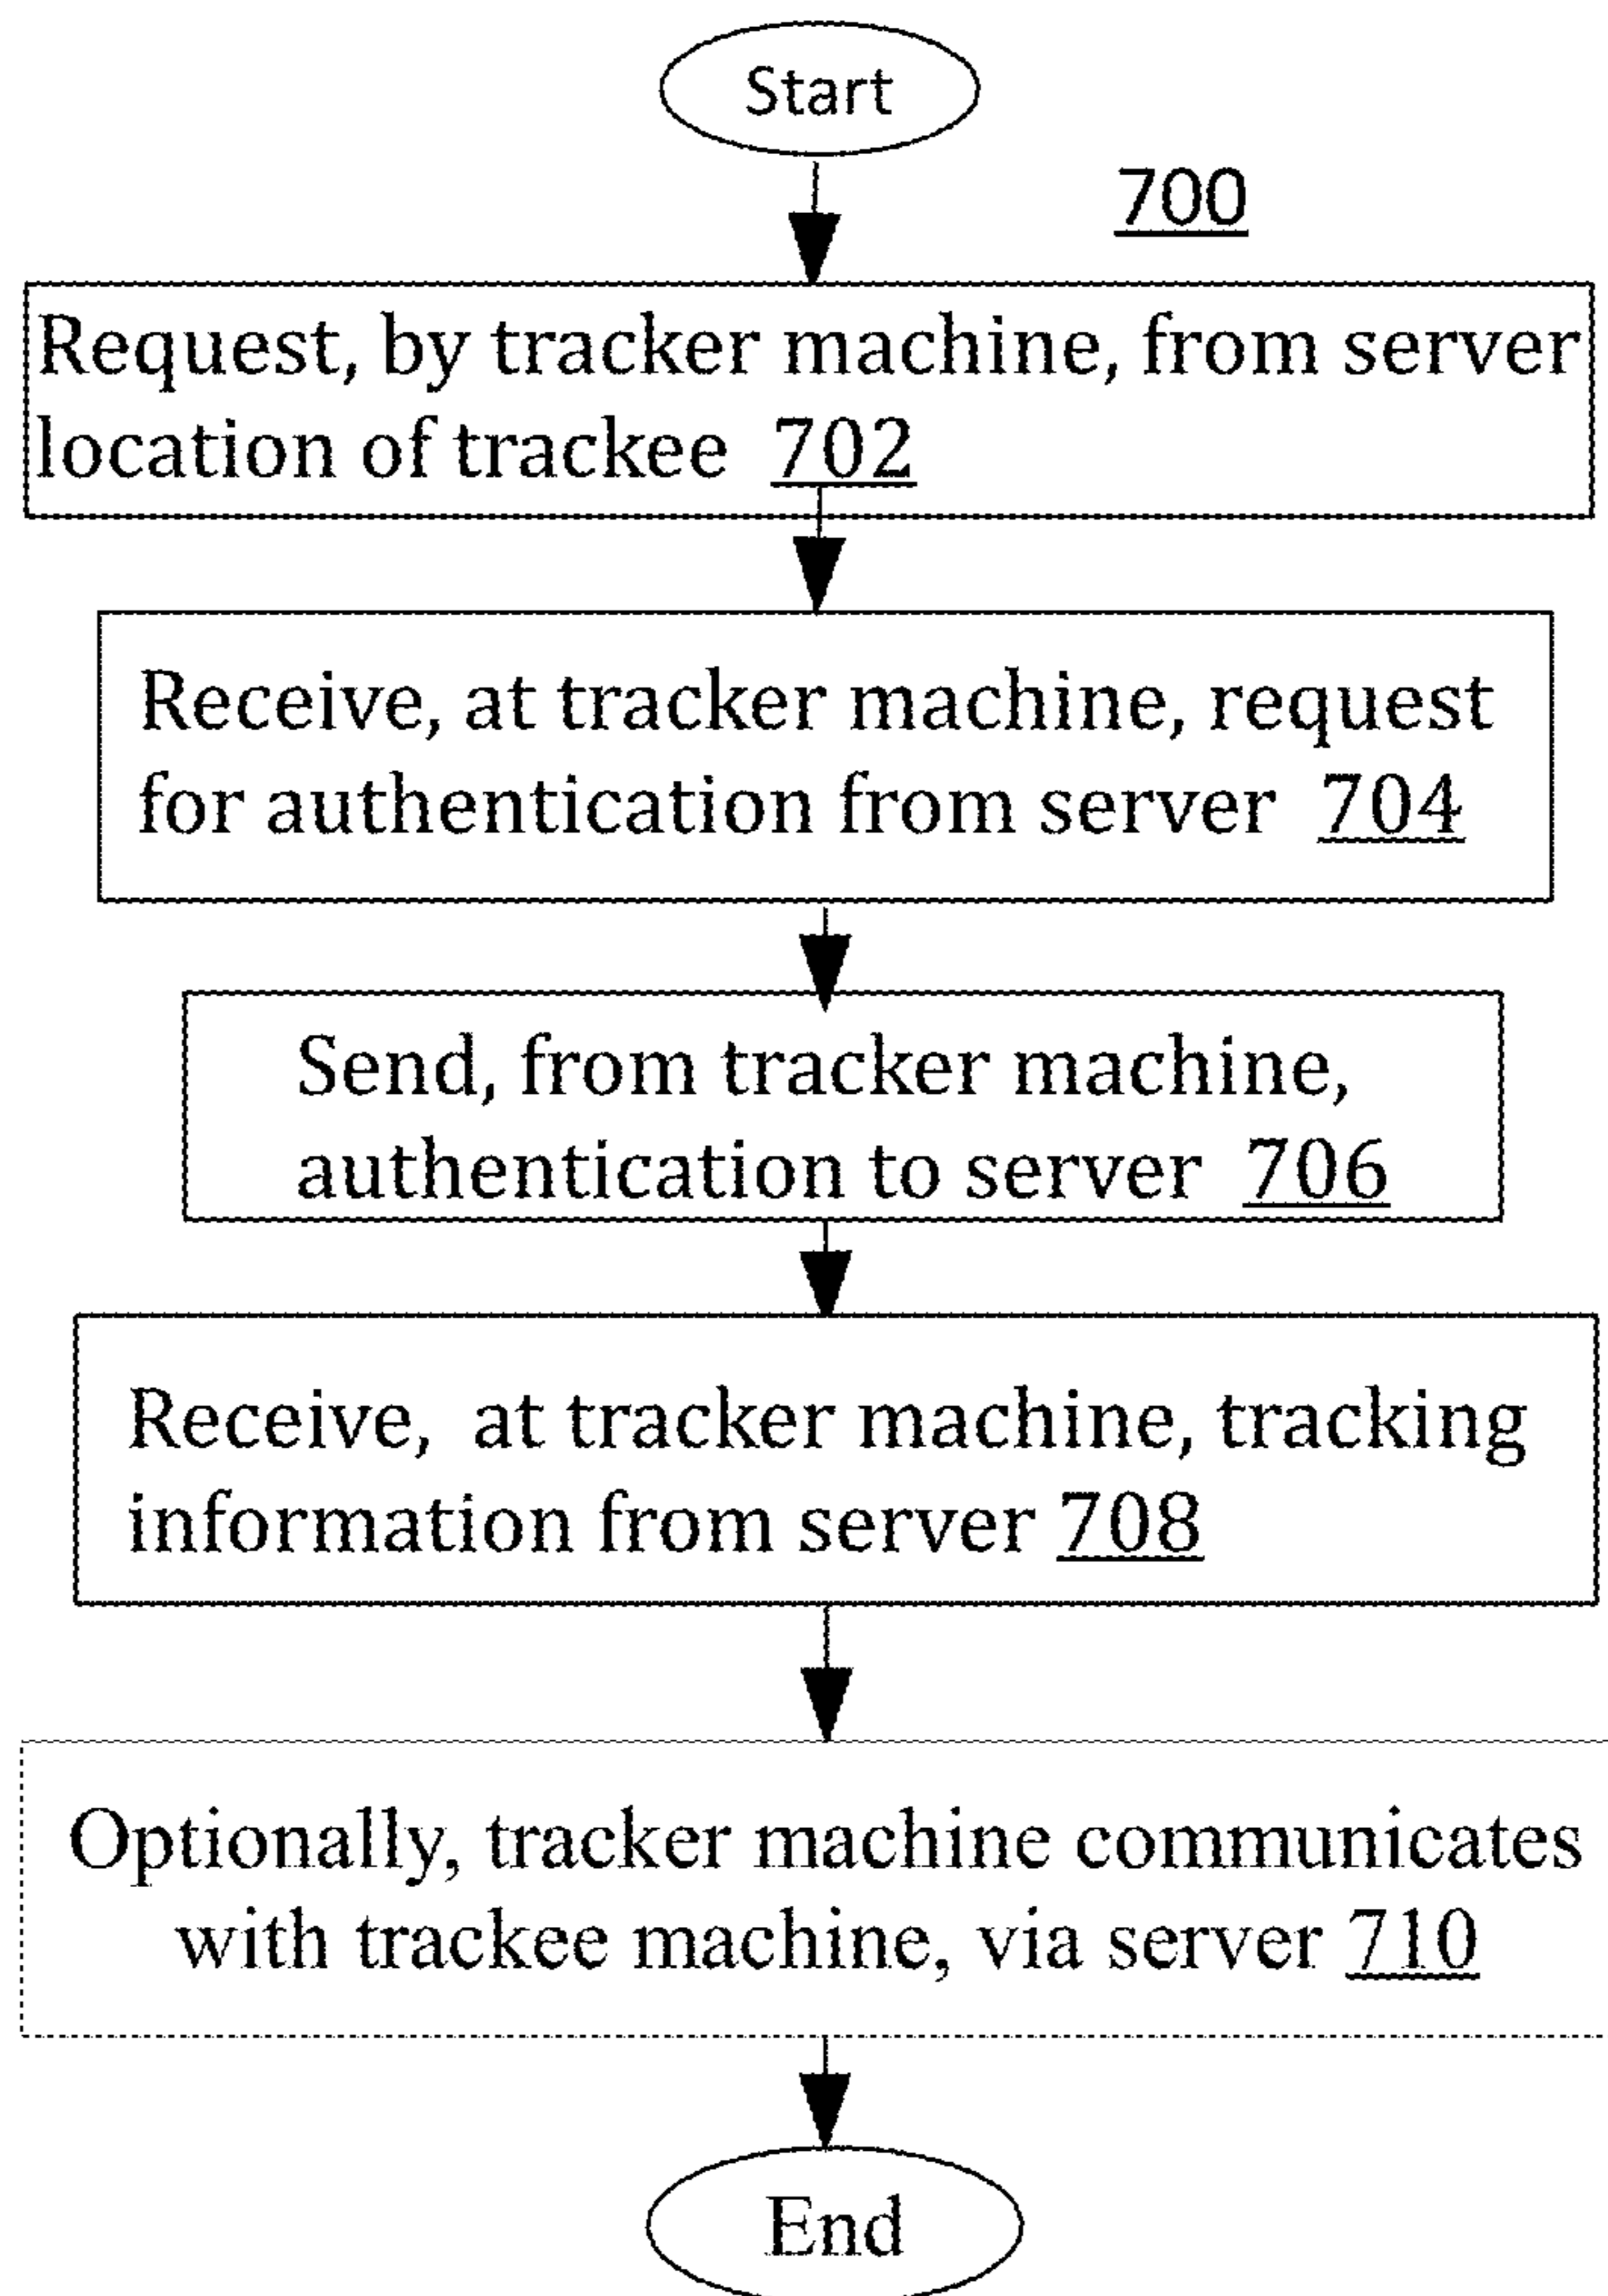 Start
700
Request, by tracker machine, from server
location of trackee 702
Receive, at tracker machine, request
for authentication from server 704
Send, from tracker machine,
authentication to server 706
Receive, at tracker machine, tracking
information from server 708
Optionally, tracker machine communicates
with trackee machine, via server 710
End